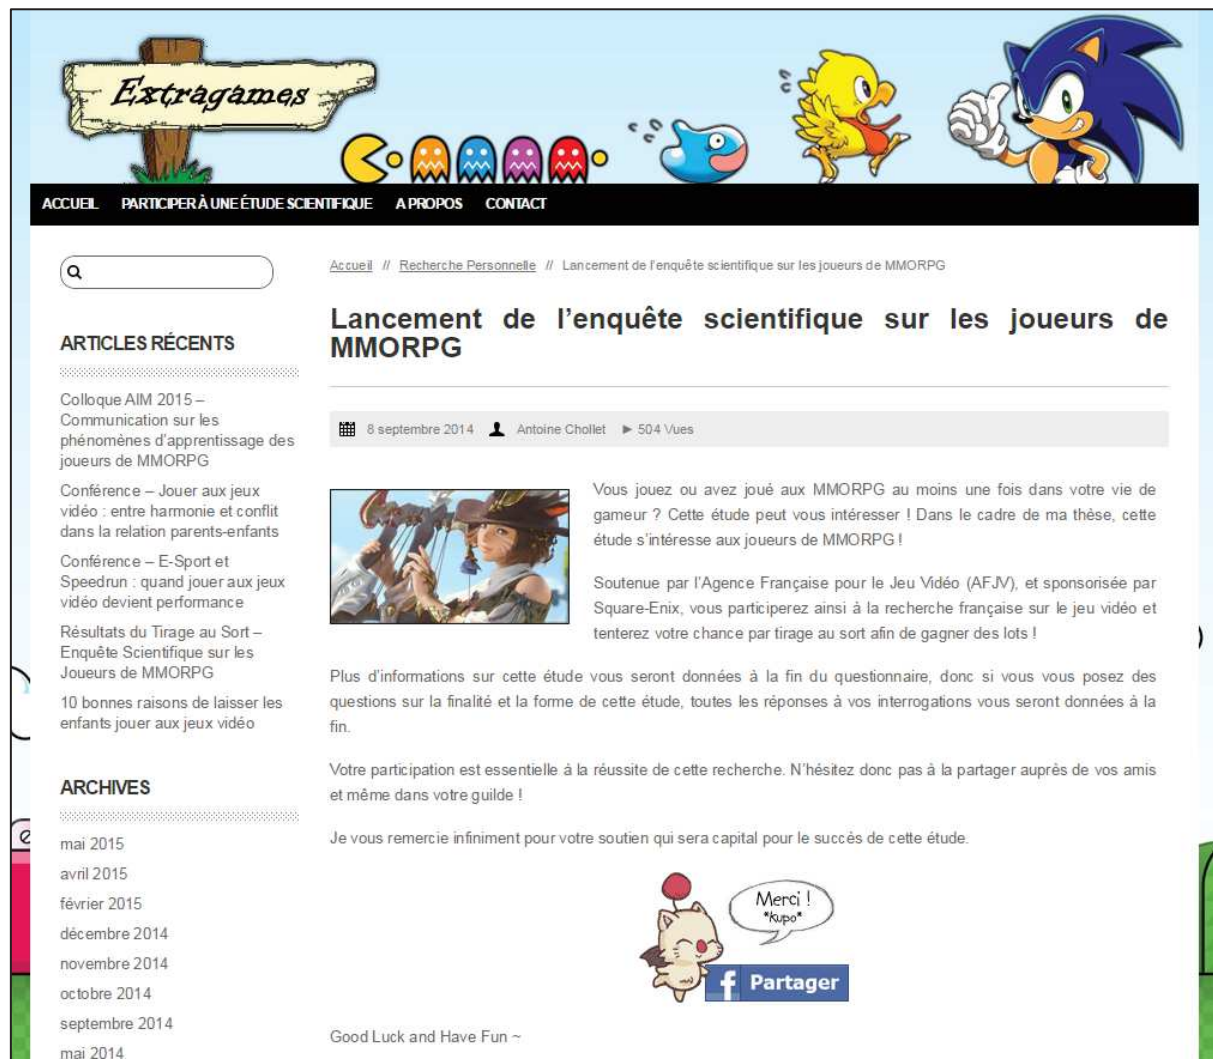 Extragames
ACCUEIL PARTICIPER À UNE ÉTUDE SCIENTIFIQUE A PROPOS CONTACT
Accueil // Recherche Personnelle // Lancement de l'enquête scientifique sur les joueurs de MMORPG
Lancement de l'enquête scientifique sur les joueurs de
MMORPG
8 septembre 2014 Antoine Chollet ► 504 Vues
ARTICLES RÉCENTS
Colloque AIM 2015 –
Communication sur les
phénomènes d'apprentissage des
joueurs de MMORPG
Conférence – Jouer aux jeux
vidéo : entre harmonie et conflit
dans la relation parents-enfants
Conférence – E-Sport et
Speedrun : quand jouer aux jeux
vidéo devient performance
Résultats du Tirage au Sort –
Enquête Scientifique sur les
Joueurs de MMORPG
10 bonnes raisons de laisser les
enfants jouer aux jeux vidéo
ARCHIVES
mai 2015
avril 2015
février 2015
décembre 2014
novembre 2014
octobre 2014
septembre 2014
mai 2014
Vous jouez ou avez joué aux MMORPG au moins une fois dans votre vie de
gameur ? Cette étude peut vous intéresser ! Dans le cadre de ma thèse, cette
étude s'intéresse aux joueurs de MMORPG !
Soutenue par l'Agence Française pour le Jeu Vidéo (AFJV), et sponsorisée par
Square-Enix, vous participerez ainsi à la recherche française sur le jeu vidéo et
tenterez votre chance par tirage au sort afin de gagner des lots !
Plus d'informations sur cette étude vous seront données à la fin du questionnaire, donc si vous vous posez des
questions sur la finalité et la forme de cette étude, toutes les réponses à vos interrogations vous seront données à la
fin.
Votre participation est essentielle à la réussite de cette recherche. N'hésitez donc pas à la partager auprès de vos amis
et même dans votre guilde !
Je vous remercie infiniment pour votre soutien qui sera capital pour le succès de cette étude.
Merci !
*kupo*
f Partager
Good Luck and Have Fun ~